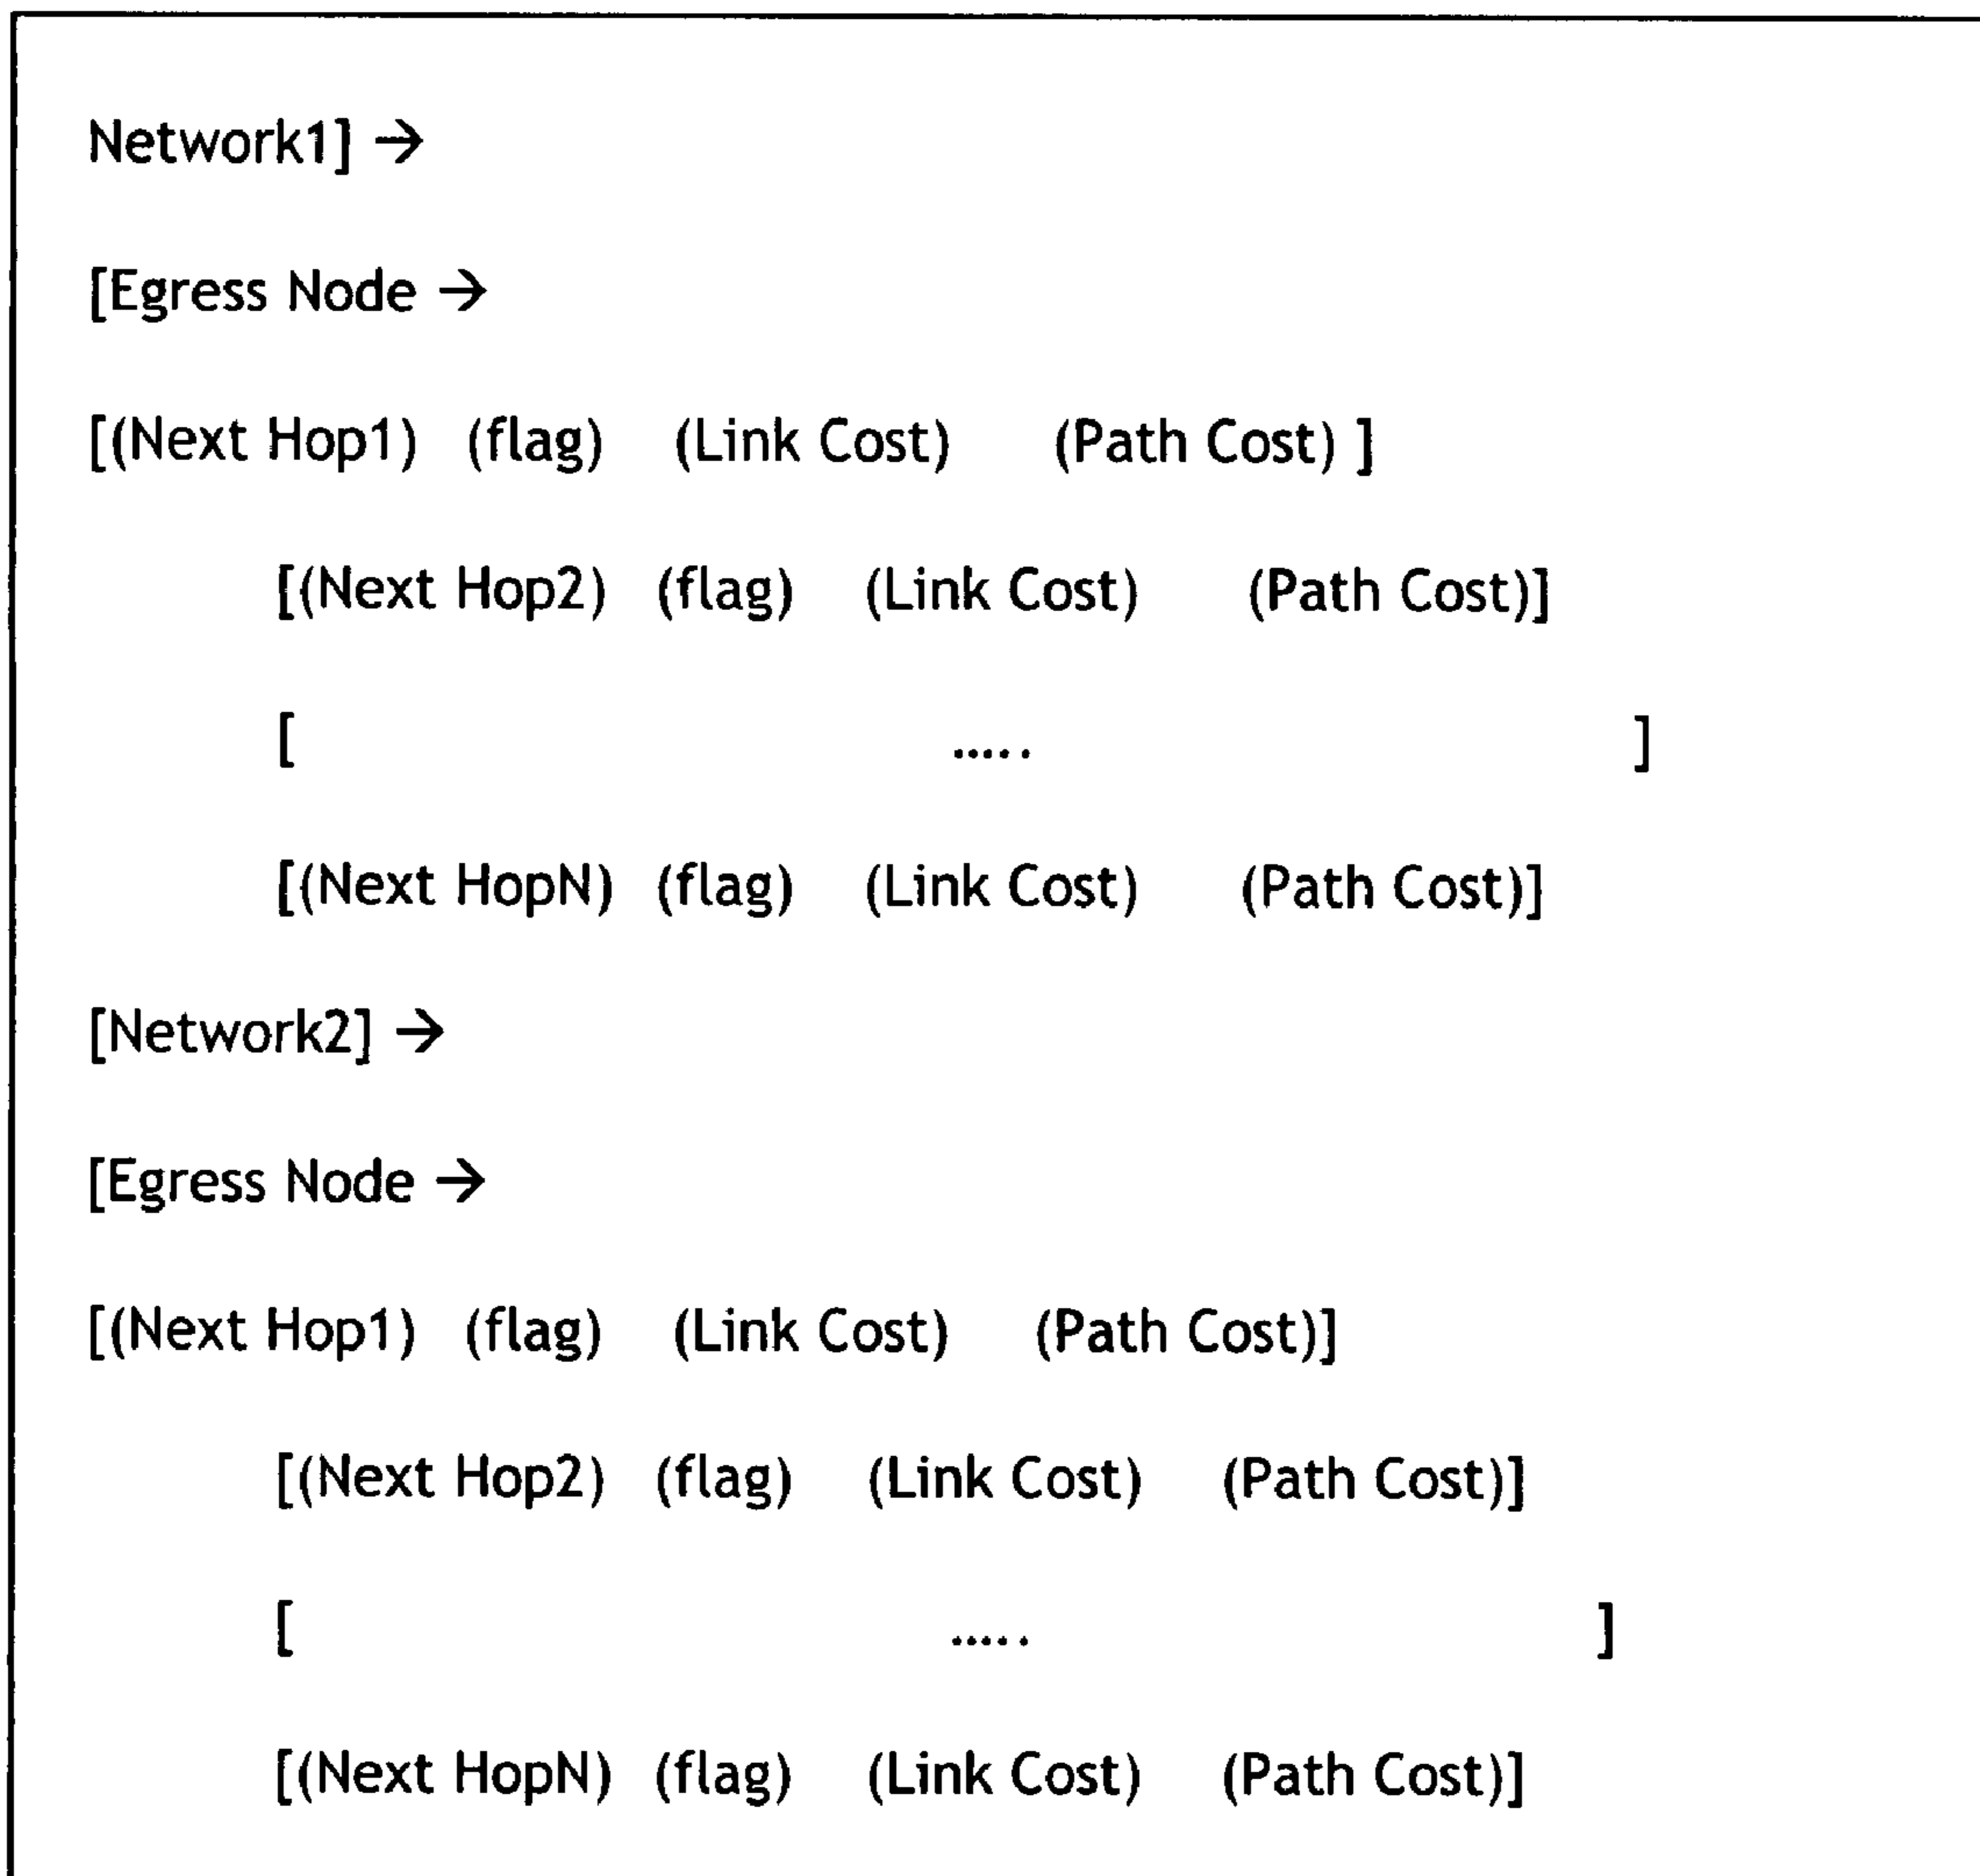 Network1] →
[Egress Node →
[(Next Hop1) (flag) (Link Cost) (Path Cost) ]
[(Next Hop2) (flag) (Link Cost) (Path Cost)]
[ ..... ]
[(Next HopN) (flag) (Link Cost) (Path Cost)]
[Network2] →
[Egress Node →
[(Next Hop1) (flag) (Link Cost) (Path Cost)]
[(Next Hop2) (flag) (Link Cost) (Path Cost)]
[ ..... ]
[(Next HopN) (flag) (Link Cost) (Path Cost)]